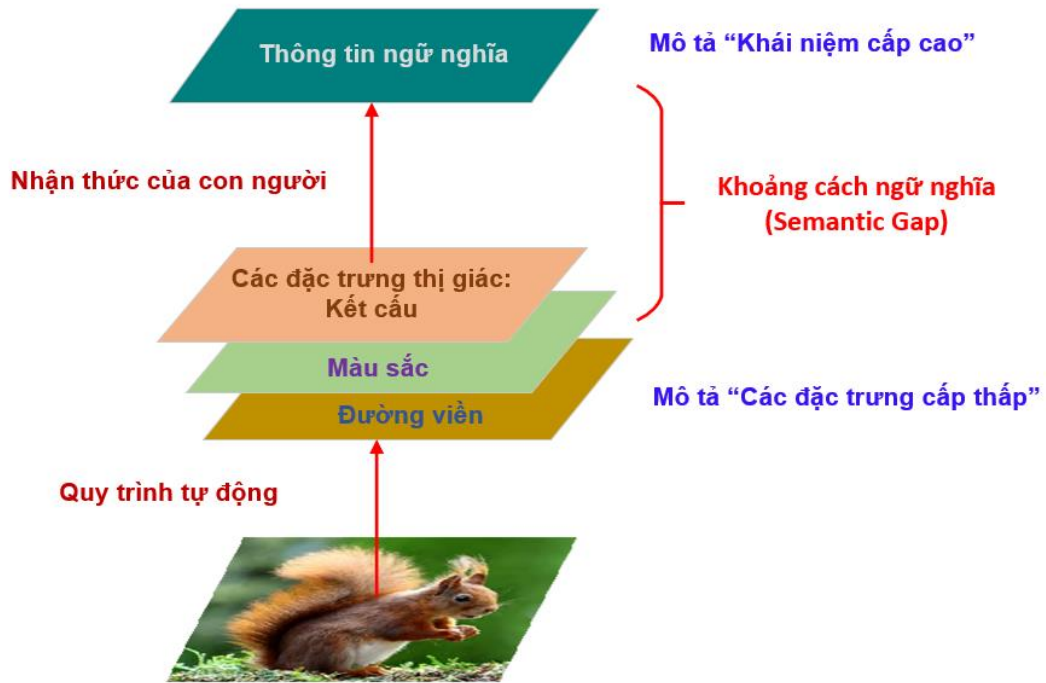 Thông tin ngữ nghĩa
Mô tả “Khái niệm cấp cao”
Nhận thức của con người
Khoảng cách ngữ nghĩa
(Semantic Gap)
Các đặc trưng thị giác:
Kết cấu
Màu sắc
Đường viền
Mô tả “Các đặc trưng cấp thấp”
Quy trình tự động